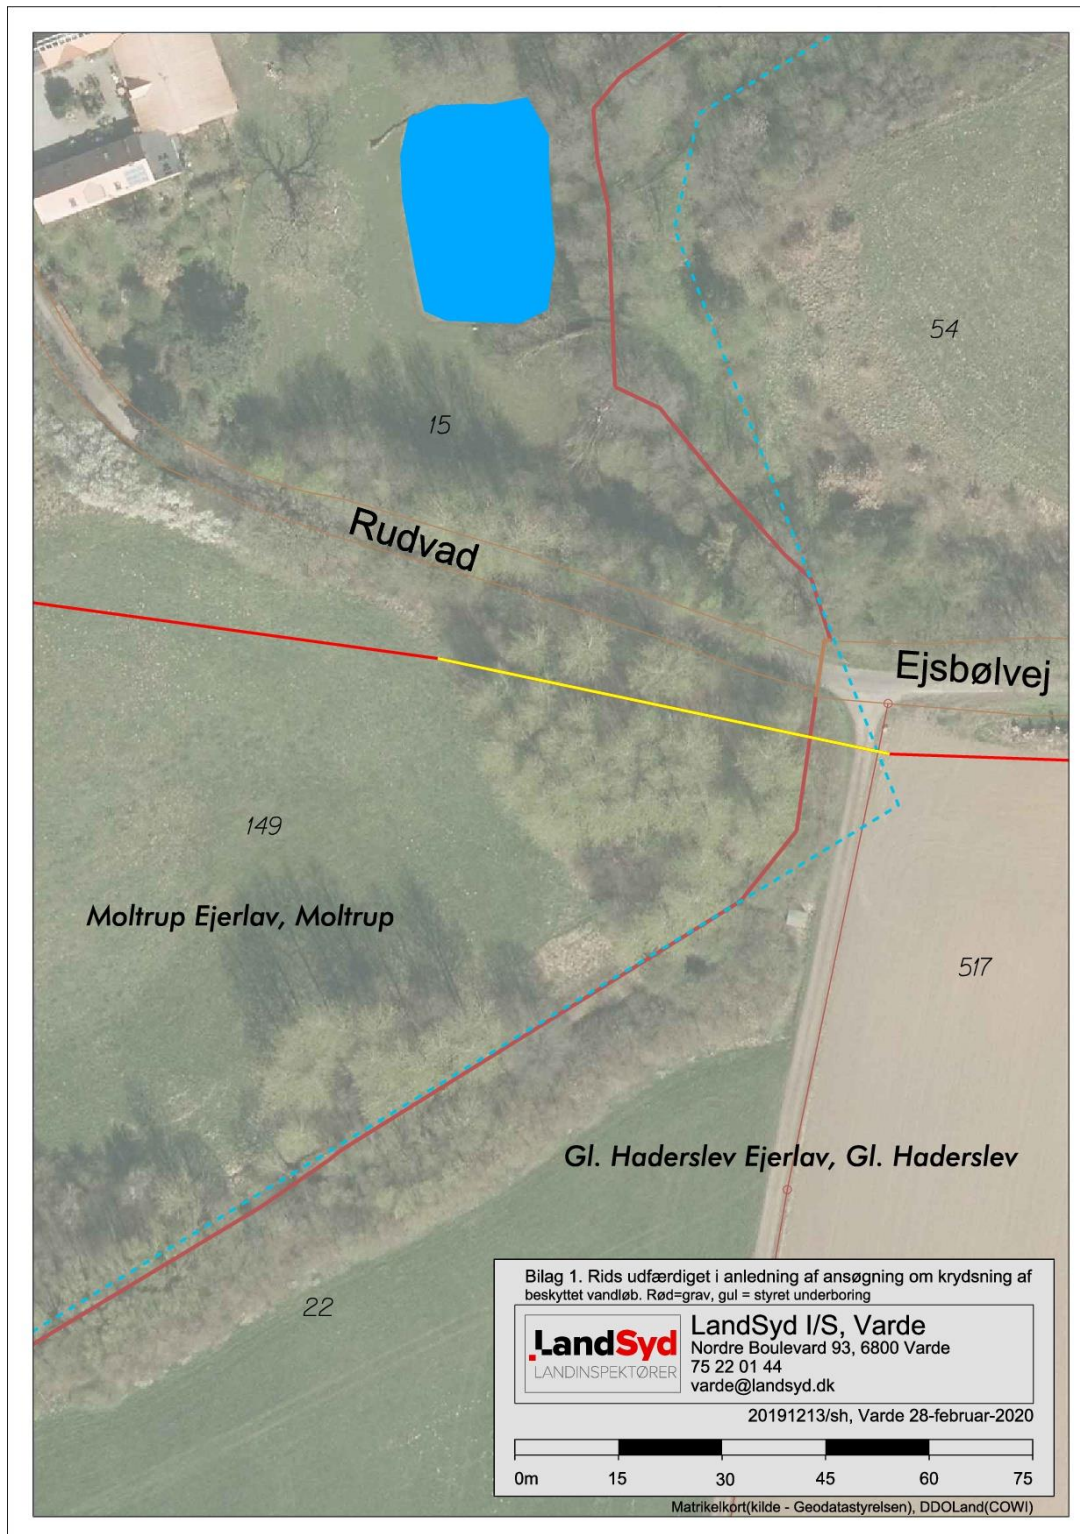 54
15
Rudvad
Ejsbølvej
149
Moltrup Ejerlav, Moltrup
517
Gl. Haderslev Ejerlav, Gl. Haderslev
22
Bilag 1. Rids udfærdiget i anledning af ansøgning om krydsning af
beskyttet vandløb. Rød=grav, gul = styret underboring
LandSyd
LANDINSPEKTØRER
LandSyd I/S, Varde
Nordre Boulevard 93, 6800 Varde
75 22 01 44
varde@landsyd.dk
20191213/sh, Varde 28-februar-2020
0m 15 30 45 60 75
Matrikelkort(kilde - Geodatastyrelsen), DDOLand(COWI)